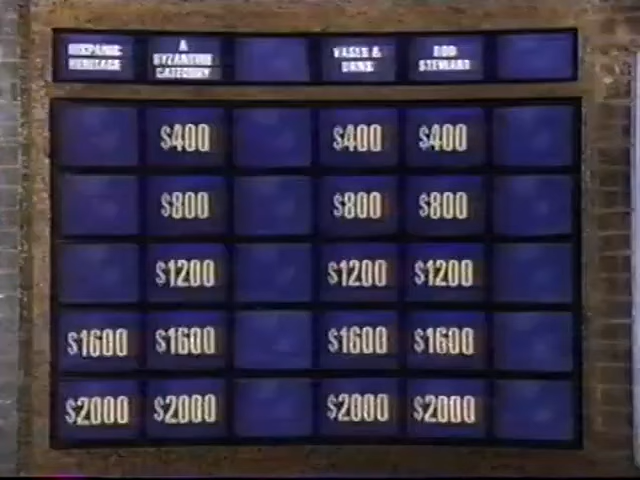 HISPANIC
HERITAGE
A
BYZANTINE
CATEGORY
VASES &
URNS
ROD
STEWART
$400 $400 $400
$800 $800 $800
$1200 $1200 $1200
$1600 $1600 $1600 $1600
$2000 $2000 $2000 $2000